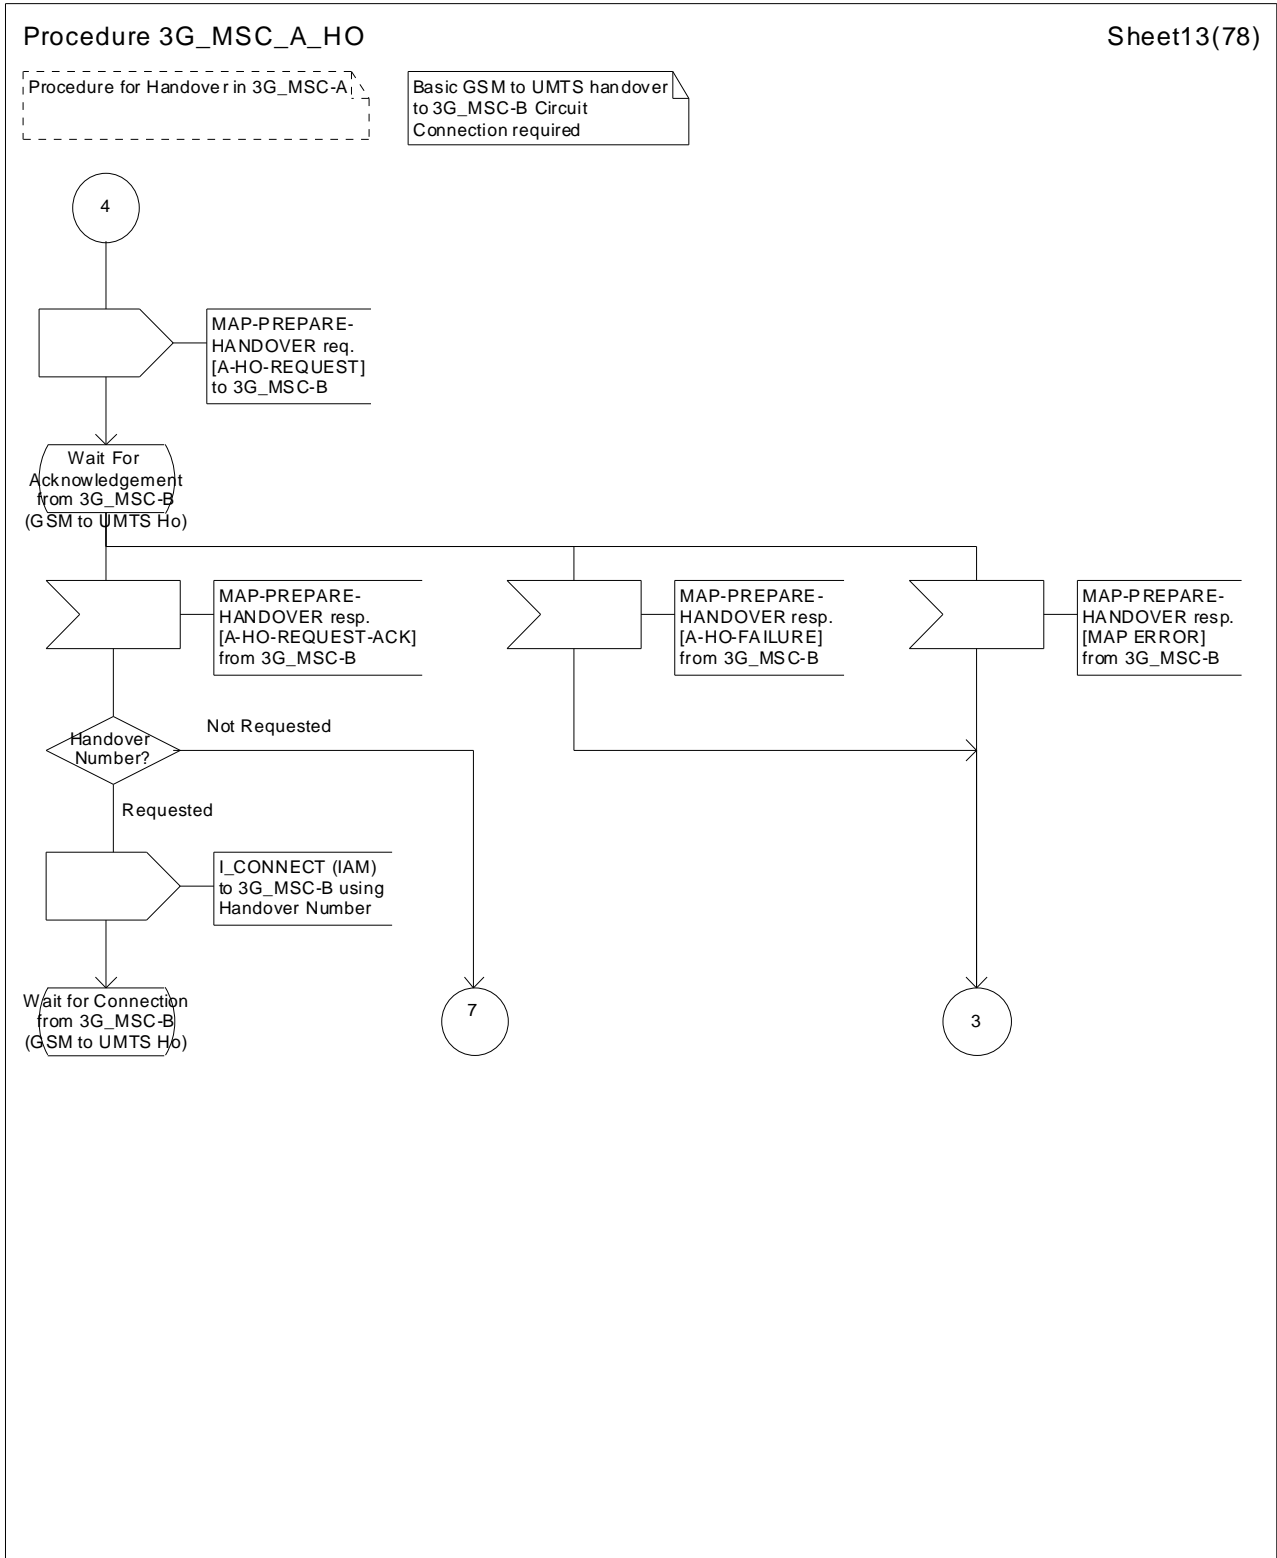 Procedure 3G_MSC_A_HO
Sheet13(78)
Procedure for Handover in 3G_MSC-A
Basic GSM to UMTS handover
to 3G_MSC-B Circuit
Connection required
4
MAP-PREPARE-
HANDOVER req.
[A-HO-REQUEST]
to 3G_MSC-B
Wait For
Acknowledgement
from 3G_MSC-B
(GSM to UMTS Ho)
MAP-PREPARE-
HANDOVER resp.
[A-HO-REQUEST-ACK]
from 3G_MSC-B
MAP-PREPARE-
HANDOVER resp.
[A-HO-FAILURE]
from 3G_MSC-B
MAP-PREPARE-
HANDOVER resp.
[MAP ERROR]
from 3G_MSC-B
Handover
Number?
Not Requested
Requested
I_CONNECT (IAM)
to 3G_MSC-B using
Handover Number
Wait for Connection
from 3G_MSC-B
(GSM to UMTS Ho)
7
3